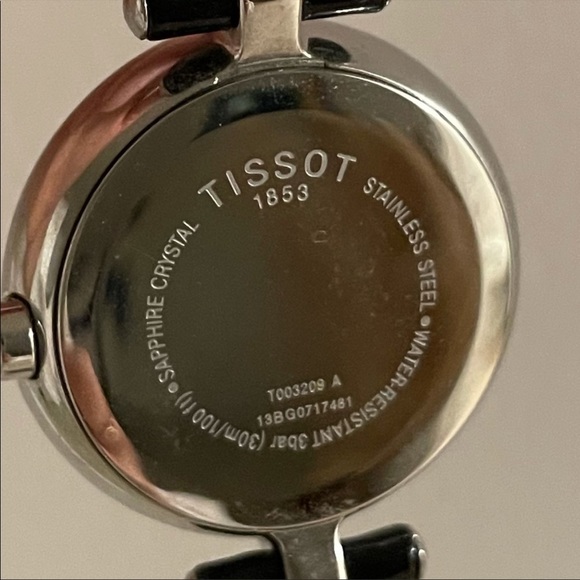 TISSOT
1853
STAINLESS STEEL • WATER-RESISTANT 3bar (30m/100 ft) • SAPPHIRE CRYSTAL
T003209 A
13BG0717481